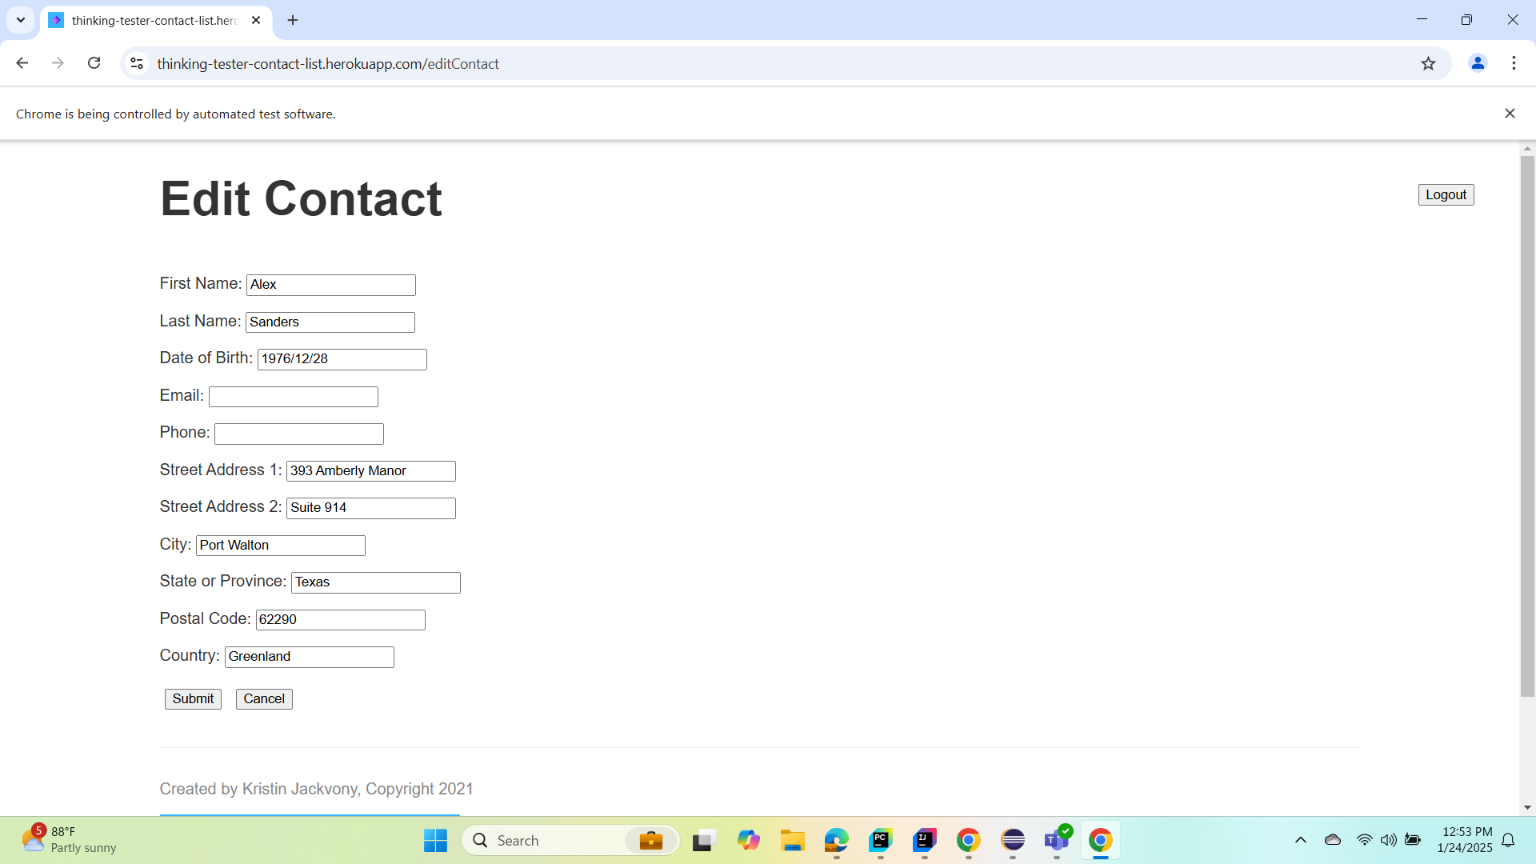 thinking-tester-contact-list.herc
thinking-tester-contact-list.herokuapp.com/editContact
Chrome is being controlled by automated test software.
Edit Contact
Logout
First Name: Alex
Last Name: Sanders
Date of Birth: 1976/12/28
Email:
Phone:
Street Address 1: 393 Amberly Manor
Street Address 2: Suite 914
City: Port Walton
State or Province: Texas
Postal Code: 62290
Country: Greenland
Submit Cancel
Created by Kristin Jackvony, Copyright 2021
5
88°F
Partly sunny
Search
PC
IJ
12:53 PM
1/24/2025